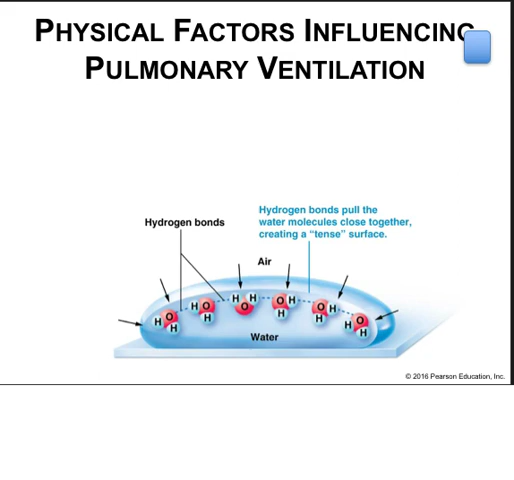 PHYSICAL FACTORS INFLUENCING
PULMONARY VENTILATION
Hydrogen bonds pull the
water molecules close together,
creating a “tense” surface.
Hydrogen bonds
Air
H H O H
H O O O H
H O H H H O
H H H
Water
© 2016 Pearson Education, Inc.